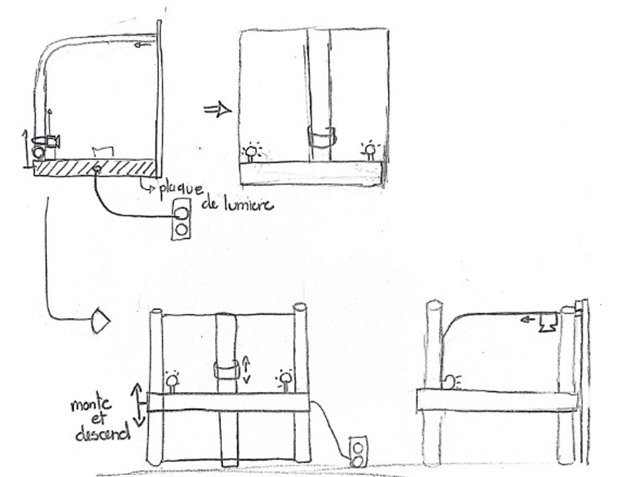 plaque
de lumiere
monte
et
descend